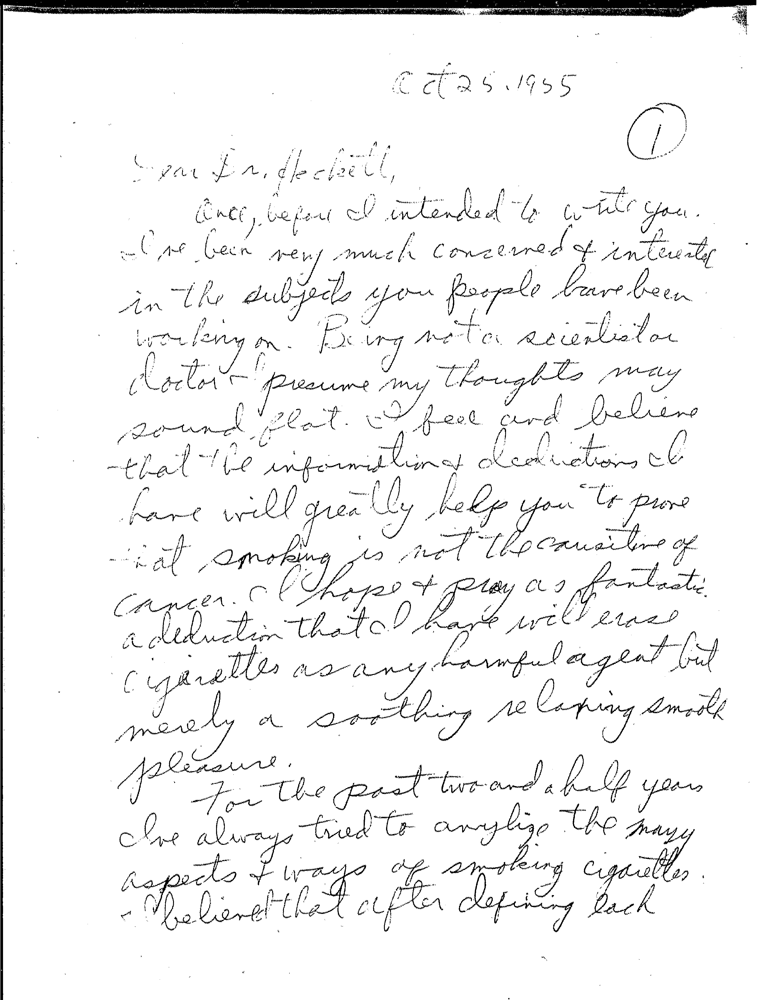 Oct 25. 1955
1
Dear Dr. Hockett,
Once, before I intended to write you.
I've been very much concerned & interested
in the subjects you people have been
working on. Being not a scientist or
doctor I presume my thoughts may
sound flat. I feel and believe
that the information & deductions I
have will greatly help you to prove
that smoking is not the causitive of
cancer. I hope & pray as fantastic
a deduction that I have will erase
cigarettes as any harmful agent but
merely a soothing relaxing smooth
pleasure.
For the past two and a half years
I've always tried to anylize the many
aspects & ways of smoking cigarettes.
I believed that after defining each